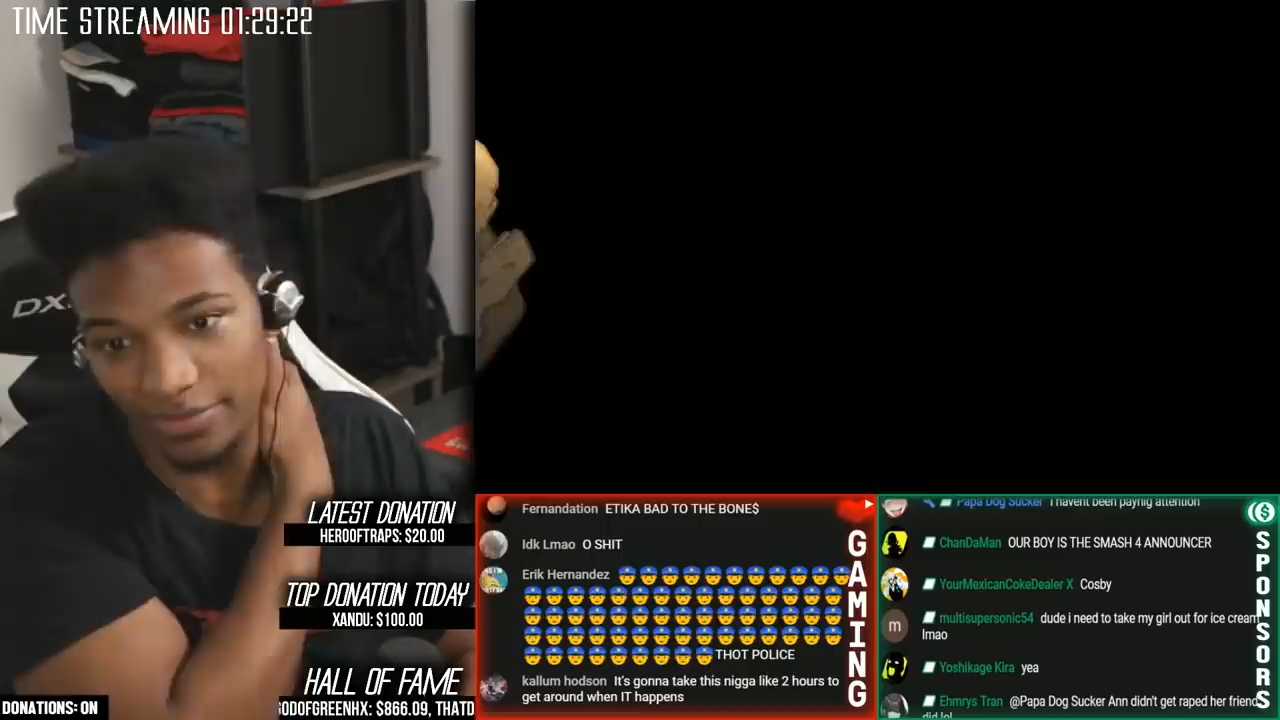 TIME STREAMING 01:29:22
DX
LATEST DONATION
HEROOFTRAPS: $20.00
TOP DONATION TODAY
XANDU: $100.00
HALL OF FAME
ODOFGREENHX: $866.09, THATD
DONATIONS: ON
Fernandation ETIKA BAD TO THE BONE$
Idk Lmao O SHIT
Erik Hernandez 👮👮👮👮👮👮👮👮👮👮👮
👮👮👮👮👮👮👮👮👮👮👮👮👮👮👮
👮👮👮👮👮👮👮👮👮👮👮👮👮👮👮
👮👮👮👮👮👮👮👮👮👮👮👮👮👮👮
👮👮👮👮👮👮👮👮👮THOT POLICE
kallum hodson It's gonna take this nigga like 2 hours to
get around when IT happens
GAMING
Papa Dog Sucker I havent been paynig attention
ChanDaMan OUR BOY IS THE SMASH 4 ANNOUNCER
YourMexicanCokeDealer X Cosby
m
multisupersonic54 dude i need to take my girl out for ice cream
lmao
Yoshikage Kira yea
Ehmrys Tran @Papa Dog Sucker Ann didn't get raped her friend
did lol
$
SPONSORS